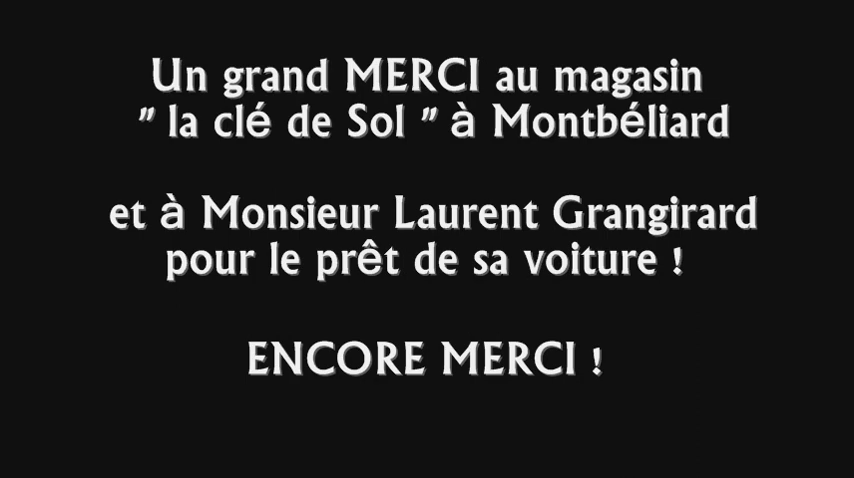 Un grand MERCI au magasin
" la clé de Sol " à Montbéliard
et à Monsieur Laurent Grangirard
pour le prêt de sa voiture !
ENCORE MERCI !